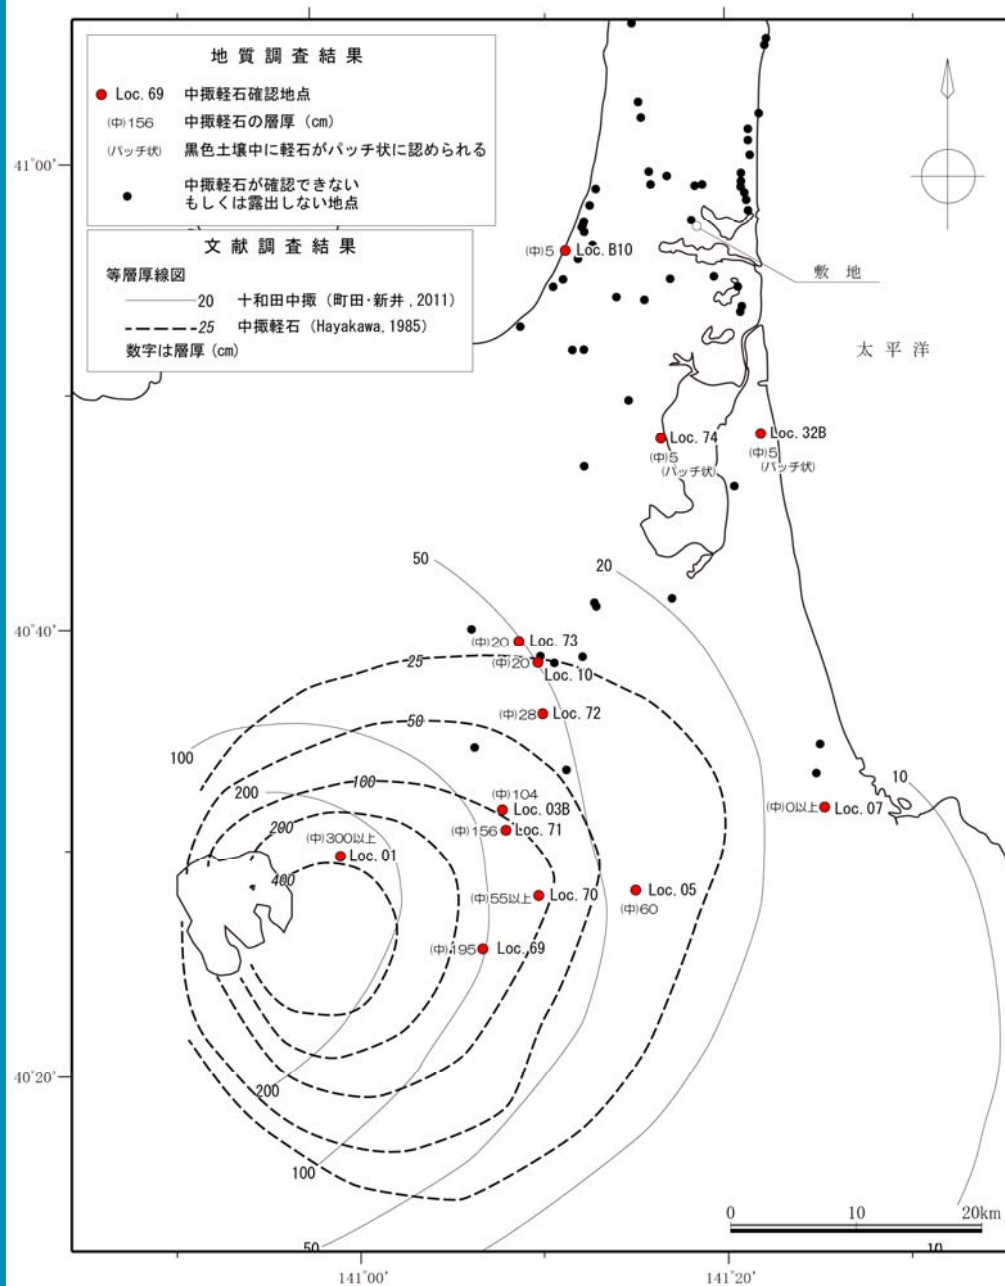 地質調査結果
Loc. 69 中掫軽石確認地点
(中)156 中掫軽石の層厚 (cm)
(パッチ状) 黒色土壌中に軽石がパッチ状に認められる
中掫軽石が確認できない
もしくは露出しない地点
文献調査結果
等層厚線図
20 十和田中掫 (町田・新井, 2011)
25 中掫軽石 (Hayakawa, 1985)
数字は層厚 (cm)
41°00'
(中)5 Loc. B10
敷地
太平洋
Loc. 74
(中)5
(パッチ状)
Loc. 32B
(中)5
(パッチ状)
50
20
40°40'
(中)20 Loc. 73
25
(中)20 Loc. 10
(中)28 Loc. 72
50
100
10
200
100
(中)104
Loc. 03B
(中)0以上 Loc. 07
200
(中)156 Loc. 71
(中)300以上
Loc. 01
400
(中)55以上 Loc. 70
Loc. 05
(中)60
(中)195 Loc. 69
40°20'
200
100
50
0 10 20km
10
141°00'
141°20'